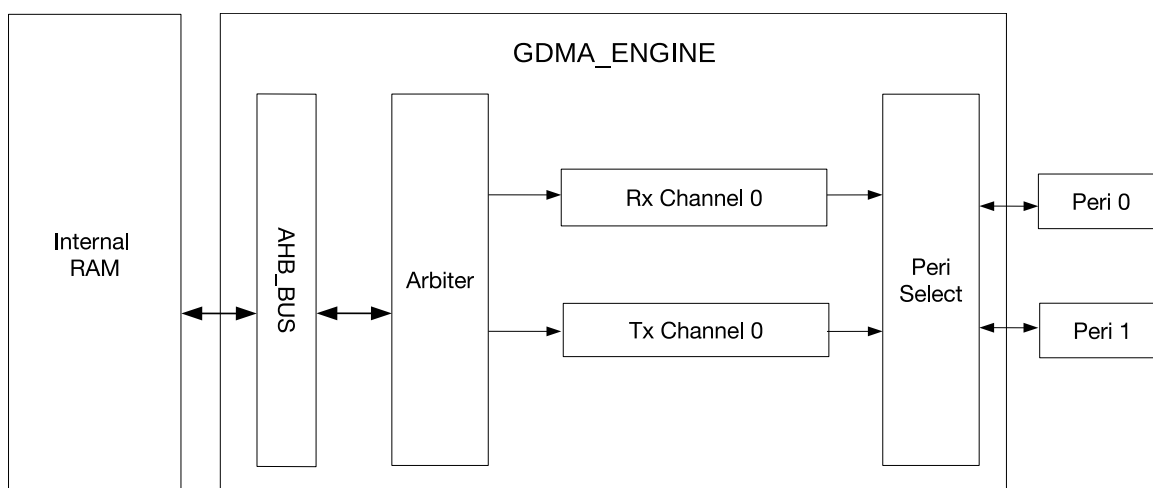 GDMA_ENGINE
Internal
RAM
AHB_BUS
Arbiter
Rx Channel 0
Tx Channel 0
Peri
Select
Peri 0
Peri 1